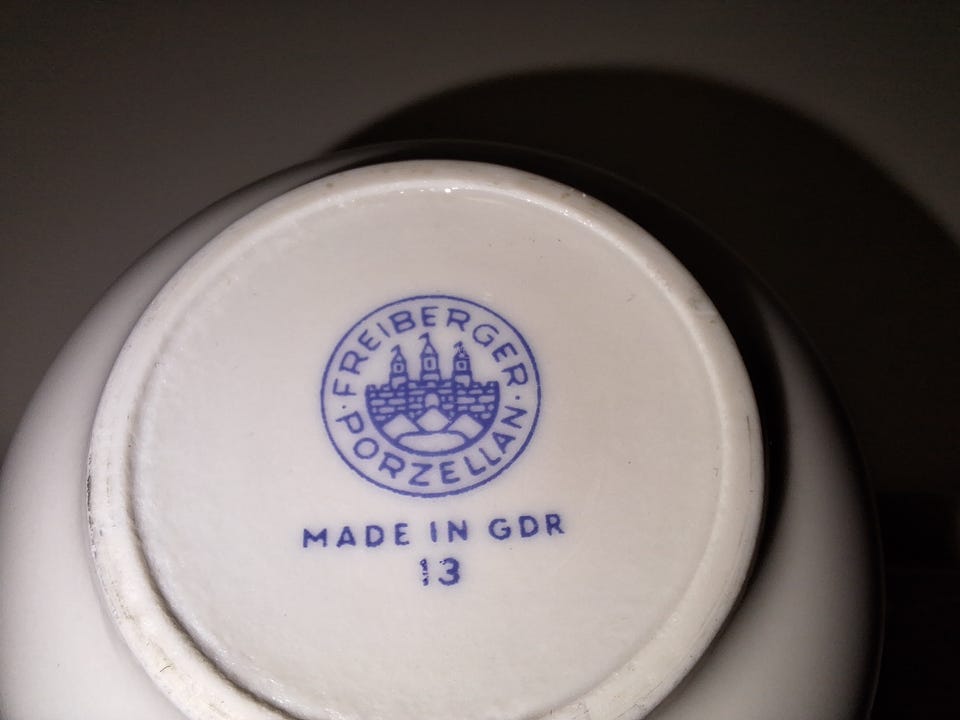 FREIBERGER
PORZELLAN
MADE IN GDR
13